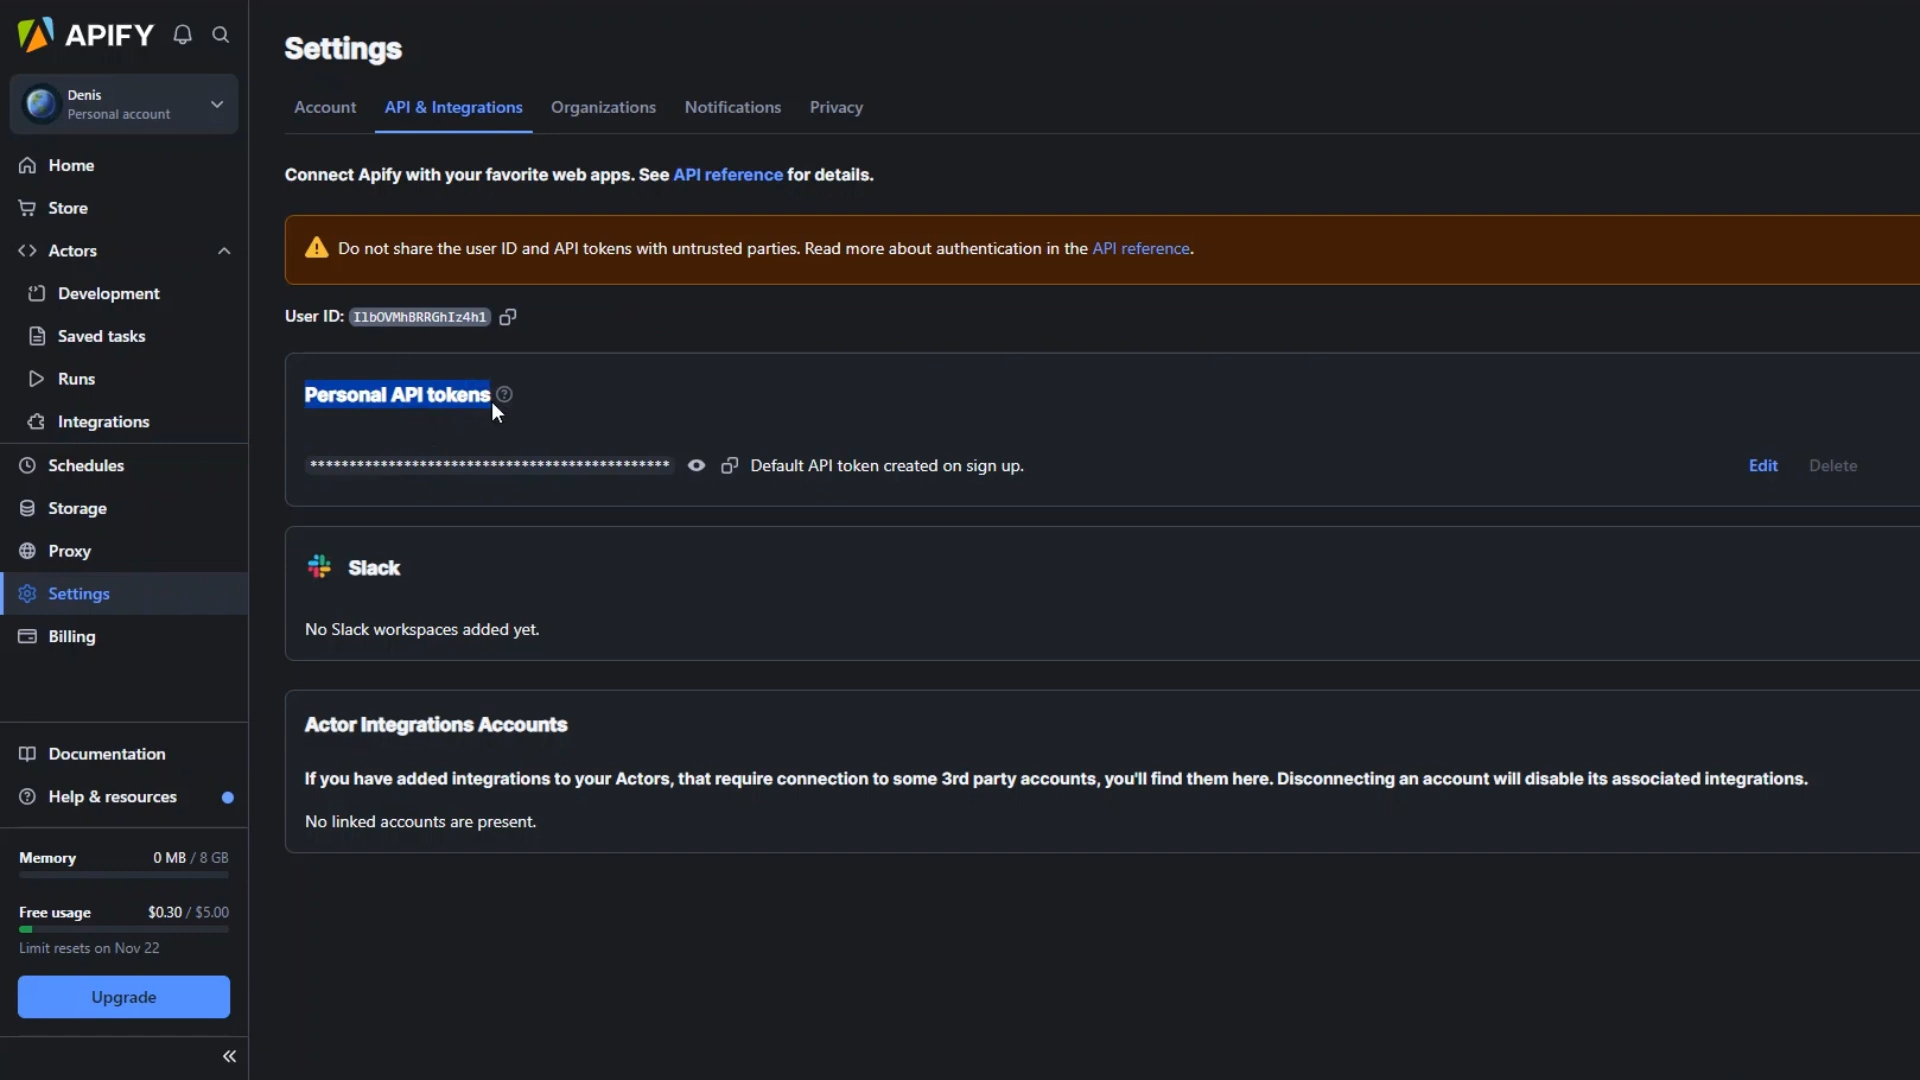 APIFY
Denis
Personal account
Home
Store
Actors
Development
Saved tasks
Runs
Integrations
Schedules
Storage
Proxy
Settings
Billing
Documentation
Help & resources
Memory 0 MB / 8 GB
Free usage $0.30 / $5.00
Limit resets on Nov 22
Upgrade
Settings
Account API & Integrations Organizations Notifications Privacy
Connect Apify with your favorite web apps. See API reference for details.
Do not share the user ID and API tokens with untrusted parties. Read more about authentication in the API reference.
User ID: I1bOVMhBRRGhIz4h1
Personal API tokens
********************************************** Default API token created on sign up. Edit Delete
Slack
No Slack workspaces added yet.
Actor Integrations Accounts
If you have added integrations to your Actors, that require connection to some 3rd party accounts, you'll find them here. Disconnecting an account will disable its associated integrations.
No linked accounts are present.